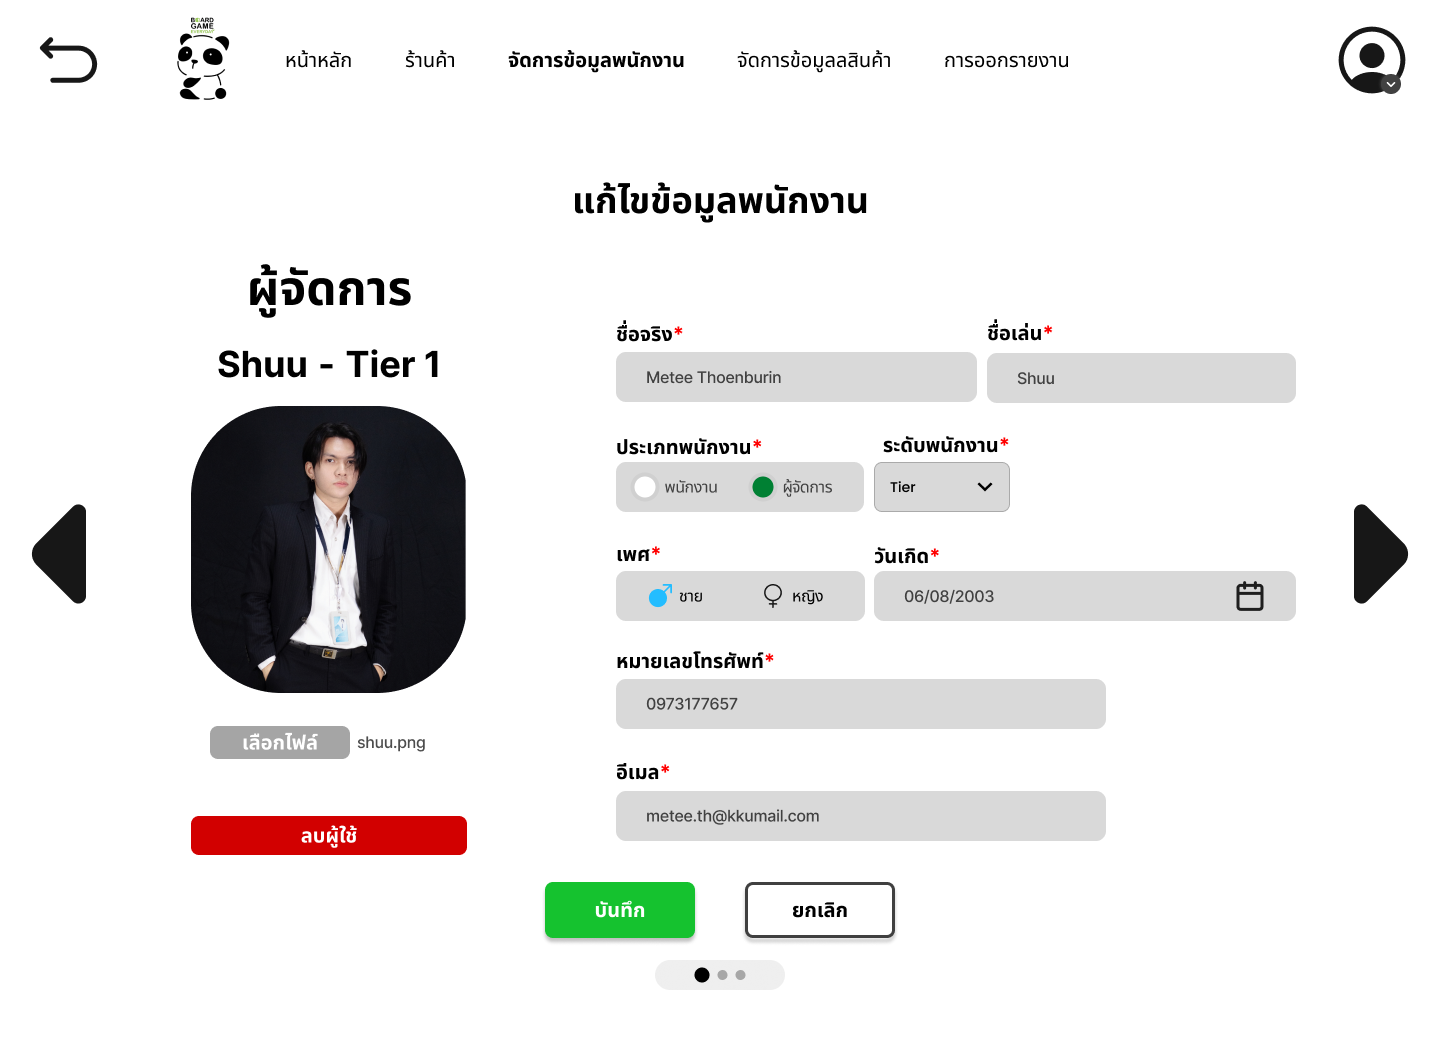 BOARD
GAME
EVERYDAY
หน้าหลัก ร้านค้า จัดการข้อมูลพนักงาน จัดการข้อมูลลสินค้า การออกรายงาน
แก้ไขข้อมูลพนักงาน
ผู้จัดการ
Shuu - Tier 1
เลือกไฟล์ shuu.png
ลบผู้ใช้
ชื่อจริง* ชื่อเล่น*
Metee Thoenburin Shuu
ประเภทพนักงาน* ระดับพนักงาน*
พนักงาน ผู้จัดการ Tier
เพศ* วันเกิด*
ชาย หญิง 06/08/2003
หมายเลขโทรศัพท์*
0973177657
อีเมล*
metee.th@kkumail.com
บันทึก ยกเลิก